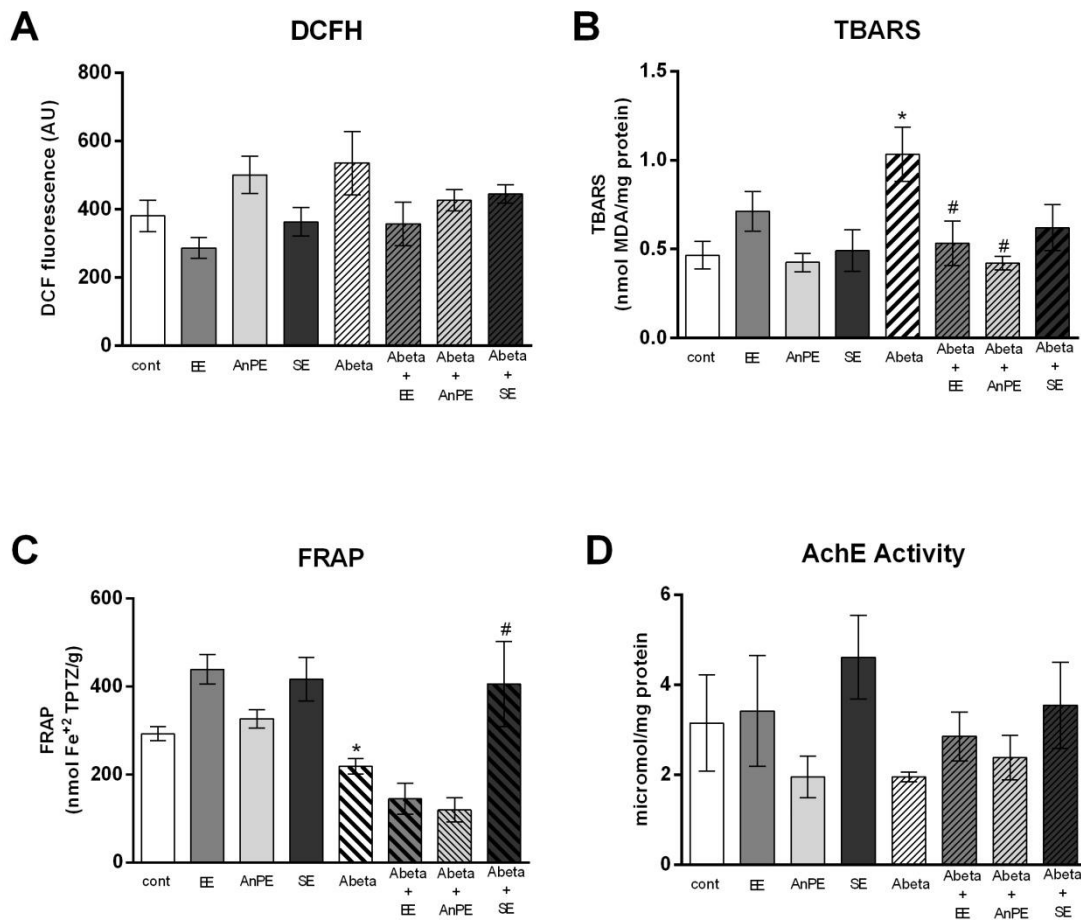 A
DCFH
DCF fluorescence (AU)
800
600
400
200
0
cont
EE
AnPE
SE
Abeta
Abeta
+
EE
Abeta
+
AnPE
Abeta
+
SE
B
TBARS
TBARS
(nmol MDA/mg protein)
1.5
1.0
0.5
0.0
*
#
#
cont
EE
AnPE
SE
Abeta
Abeta
+
EE
Abeta
+
AnPE
Abeta
+
SE
C
FRAP
FRAP
(nmol Fe⁺² TPTZ/g)
600
400
200
0
*
#
cont
EE
AnPE
SE
Abeta
Abeta
+
EE
Abeta
+
AnPE
Abeta
+
SE
D
AchE Activity
micromol/mg protein
6
4
2
0
cont
EE
AnPE
SE
Abeta
Abeta
+
EE
Abeta
+
AnPE
Abeta
+
SE